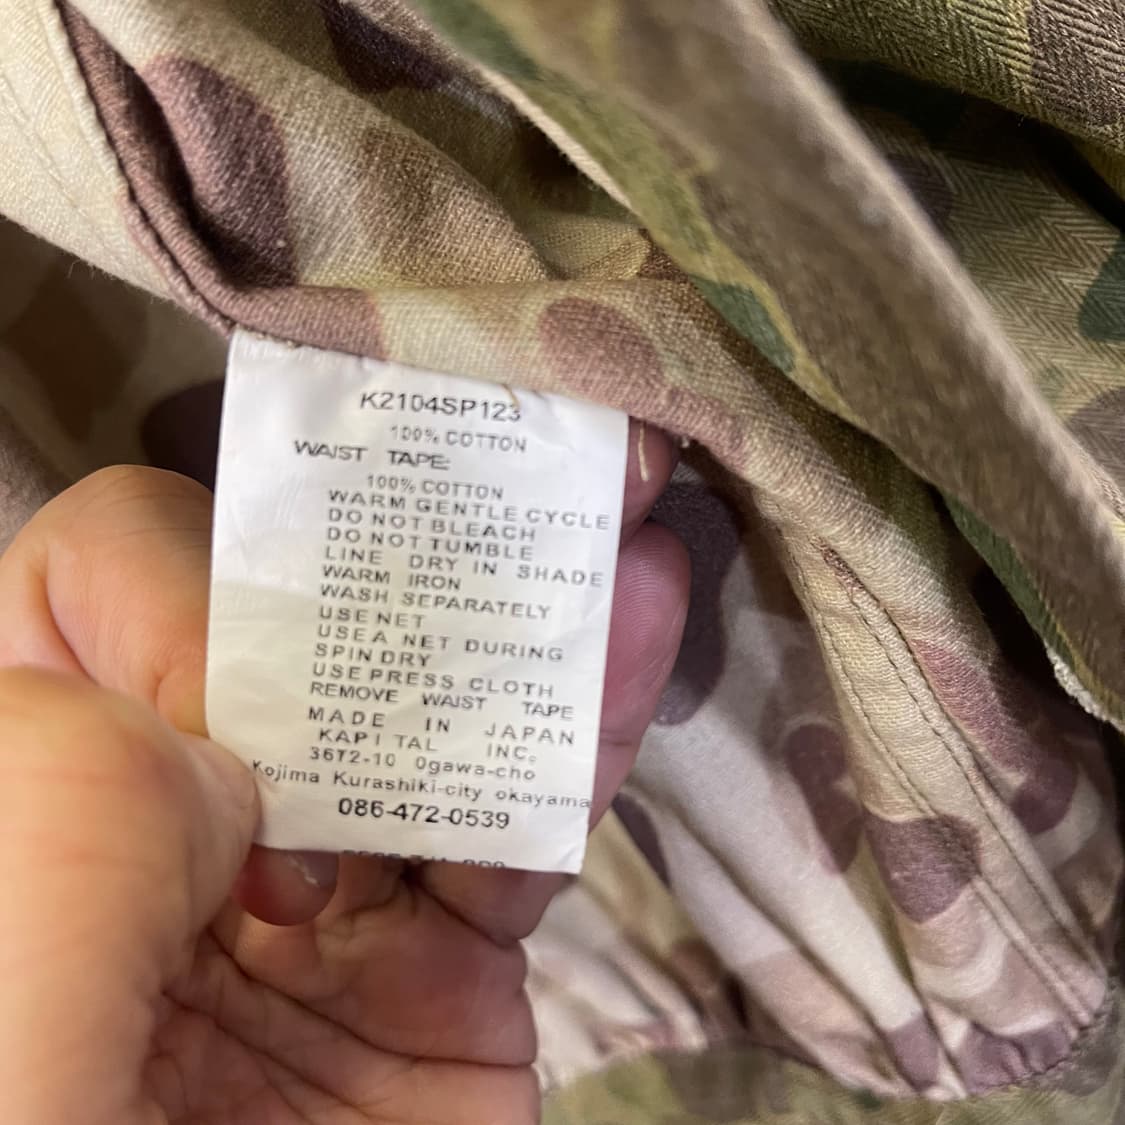 K2104SP123
100% COTTON
WAIST TAPE:
100% COTTON
WARM GENTLE CYCLE
DO NOT BLEACH
DO NOT TUMBLE
LINE DRY IN SHADE
WARM IRON
WASH SEPARATELY
USE NET
USE A NET DURING
SPIN DRY
USE PRESS CLOTH
REMOVE WAIST TAPE
MADE IN JAPAN
KAPITAL INC.
3672-10 Ogawa-cho
Kojima Kurashiki-city okayama
086-472-0539